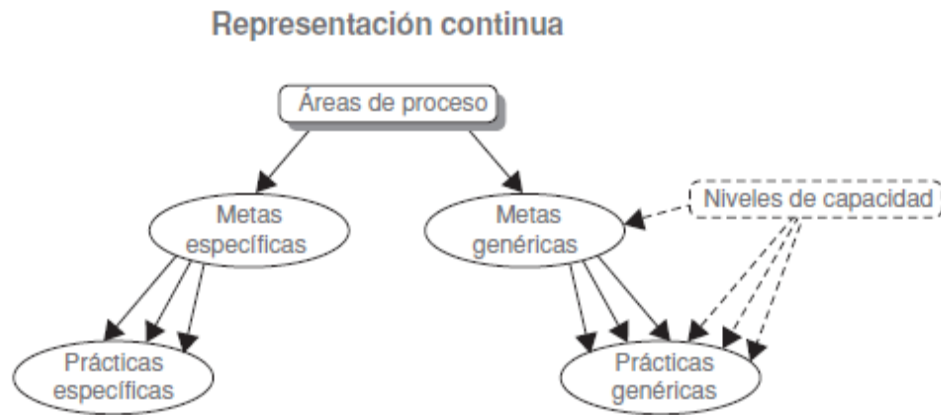 Representación continua
Áreas de proceso
Metas
específicas
Metas
genéricas
Niveles de capacidad
Prácticas
específicas
Prácticas
genéricas